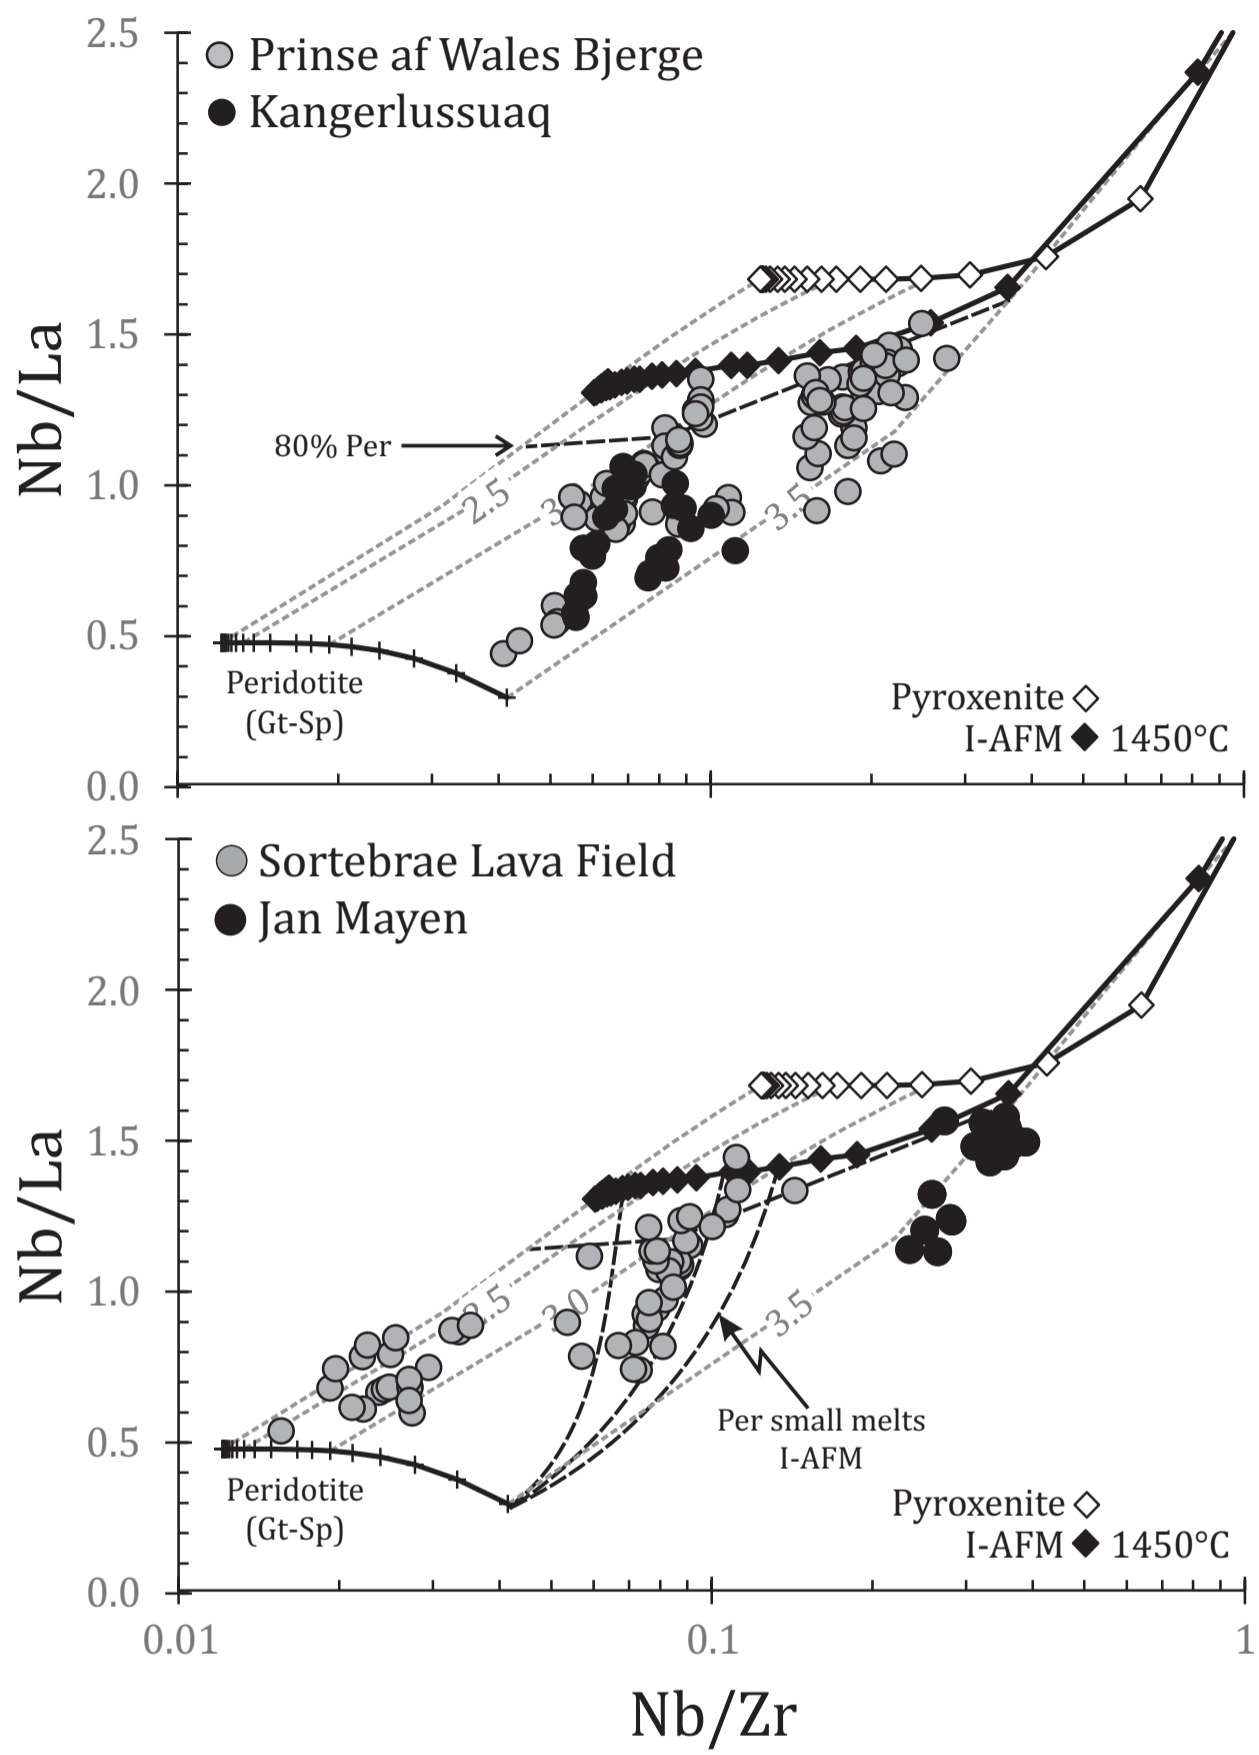 2.5
Prinse af Wales Bjerge
Kangerlussuaq
2.0
1.5
Nb/La
80% Per
1.0
2.5
3.5
0.5
Peridotite
(Gt-Sp)
Pyroxenite
I-AFM 1450°C
0.0
2.5
Sortebrae Lava Field
Jan Mayen
2.0
1.5
Nb/La
1.0
3.0
3.5
Per small melts
I-AFM
0.5
Peridotite
(Gt-Sp)
Pyroxenite
I-AFM 1450°C
0.0
0.01
0.1
1
Nb/Zr